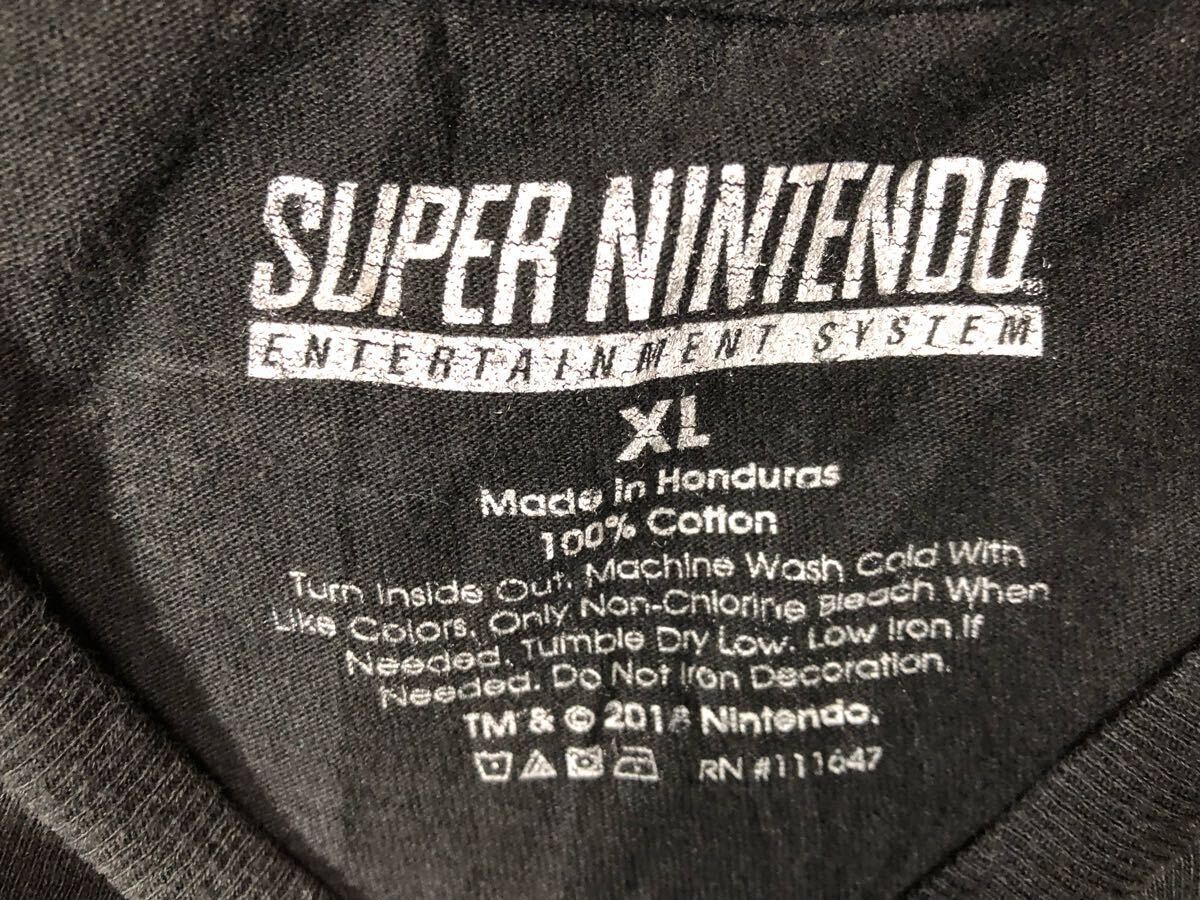 SUPER NINTENDO®
ENTERTAINMENT SYSTEM
XL
Made in Honduras
100% Cotton
Turn Inside Out. Machine Wash Cold With
Like Colors. Only Non-Chlorine Bleach When
Needed. Tumble Dry Low. Low Iron If
Needed. Do Not Iron Decoration.
TM & © 2018 Nintendo.
RN #111647